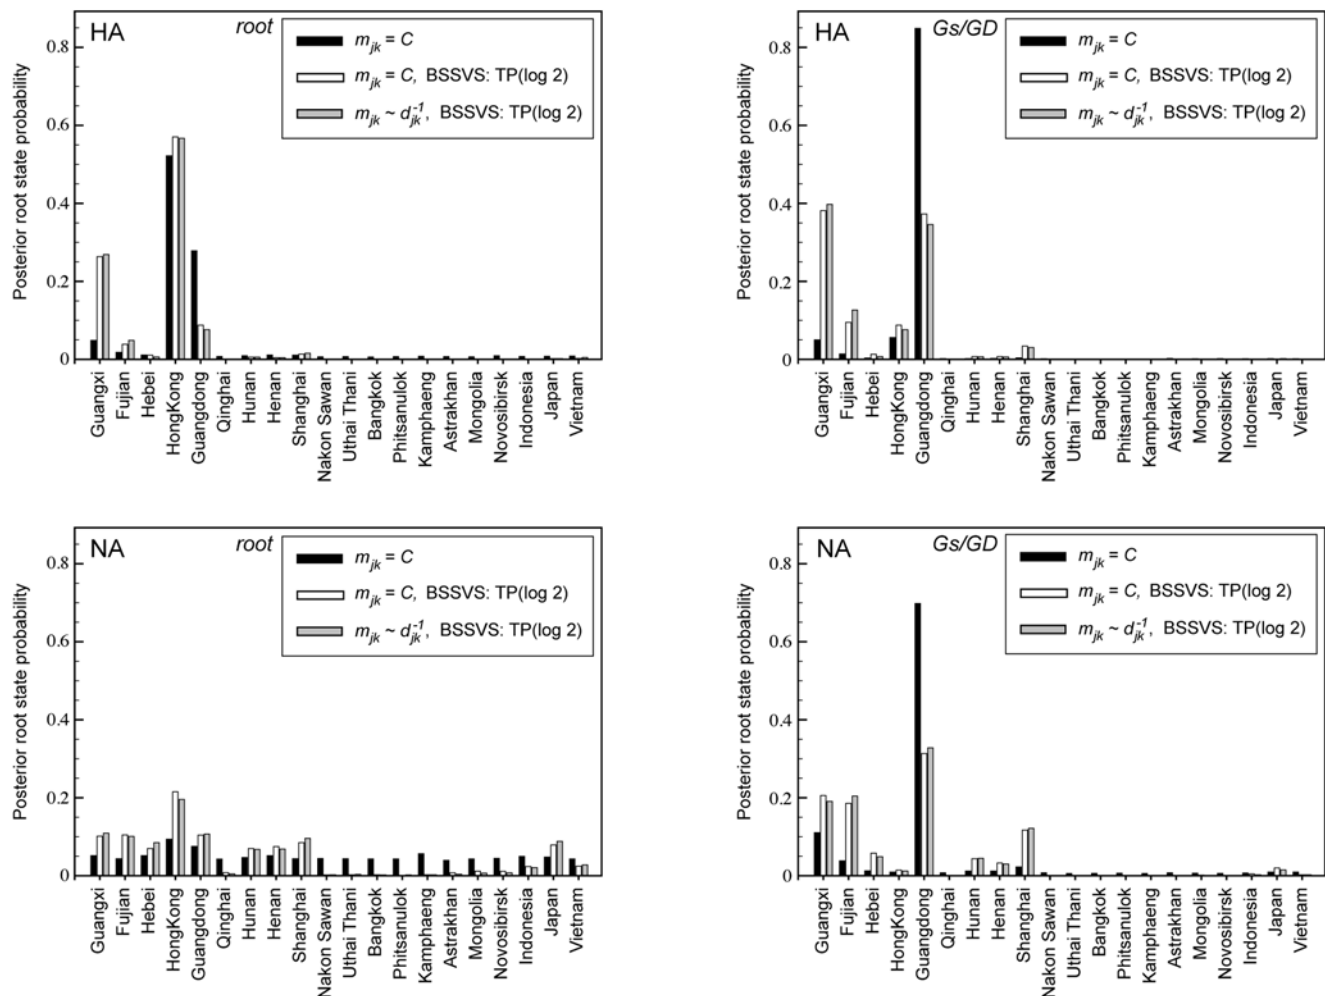 HA
root
m_jk = C
m_jk = C, BSSVS: TP(log 2)
m_jk ~ d_jk^-1, BSSVS: TP(log 2)
Posterior root state probability
0.8
0.6
0.4
0.2
0
Guangxi
Fujian
Hebei
HongKong
Guangdong
Qinghai
Hunan
Henan
Shanghai
Nakon Sawan
Uthai Thani
Bangkok
Phitsanulok
Kamphaeng
Astrakhan
Mongolia
Novosibirsk
Indonesia
Japan
Vietnam
HA
Gs/GD
m_jk = C
m_jk = C, BSSVS: TP(log 2)
m_jk ~ d_jk^-1, BSSVS: TP(log 2)
Posterior root state probability
0.8
0.6
0.4
0.2
0
Guangxi
Fujian
Hebei
HongKong
Guangdong
Qinghai
Hunan
Henan
Shanghai
Nakon Sawan
Uthai Thani
Bangkok
Phitsanulok
Kamphaeng
Astrakhan
Mongolia
Novosibirsk
Indonesia
Japan
Vietnam
NA
root
m_jk = C
m_jk = C, BSSVS: TP(log 2)
m_jk ~ d_jk^-1, BSSVS: TP(log 2)
Posterior root state probability
0.8
0.6
0.4
0.2
0
Guangxi
Fujian
Hebei
HongKong
Guangdong
Qinghai
Hunan
Henan
Shanghai
Nakon Sawan
Uthai Thani
Bangkok
Phitsanulok
Kamphaeng
Astrakhan
Mongolia
Novosibirsk
Indonesia
Japan
Vietnam
NA
Gs/GD
m_jk = C
m_jk = C, BSSVS: TP(log 2)
m_jk ~ d_jk^-1, BSSVS: TP(log 2)
Posterior root state probability
0.8
0.6
0.4
0.2
0
Guangxi
Fujian
Hebei
HongKong
Guangdong
Qinghai
Hunan
Henan
Shanghai
Nakon Sawan
Uthai Thani
Bangkok
Phitsanulok
Kamphaeng
Astrakhan
Mongolia
Novosibirsk
Indonesia
Japan
Vietnam